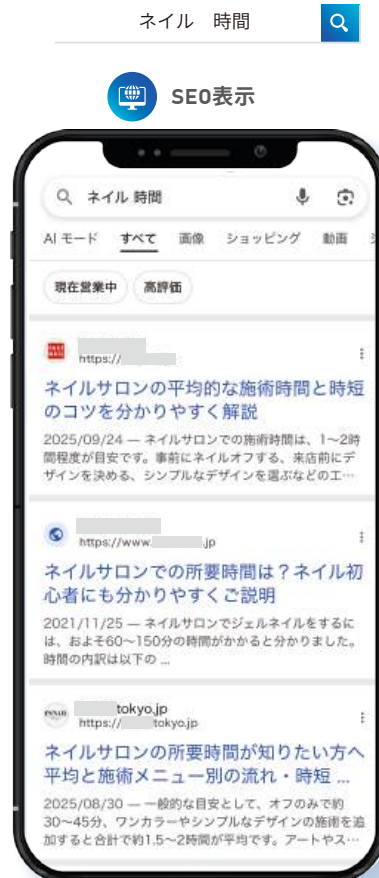 ネイル　時間
SEO表示
ネイル 時間
AI モード すべて 画像 ショッピング 動画
現在営業中 高評価
https://
ネイルサロンの平均的な施術時間と時短
のコツを分かりやすく解説
2025/09/24 — ネイルサロンでの施術時間は、1〜2時
間程度が目安です。事前にネイルオフする、来店前にデ
ザインを決める、シンプルなデザインを選ぶなどの工…
https://www. .jp
ネイルサロンでの所要時間は？ネイル初
心者にも分かりやすくご説明
2021/11/25 — ネイルサロンでジェルネイルをするに
は、およそ60〜150分の時間がかかると分かりました。
時間の内訳は以下の ...
tokyo.jp
https:// tokyo.jp
ネイルサロンの所要時間が知りたい方へ
平均と施術メニュー別の流れ・時短 ...
2025/08/30 — 一般的な目安として、オフのみで約
30〜45分、ワンカラーやシンプルなデザインの施術を追
加すると合計で約1.5〜2時間が平均です。アートやス…